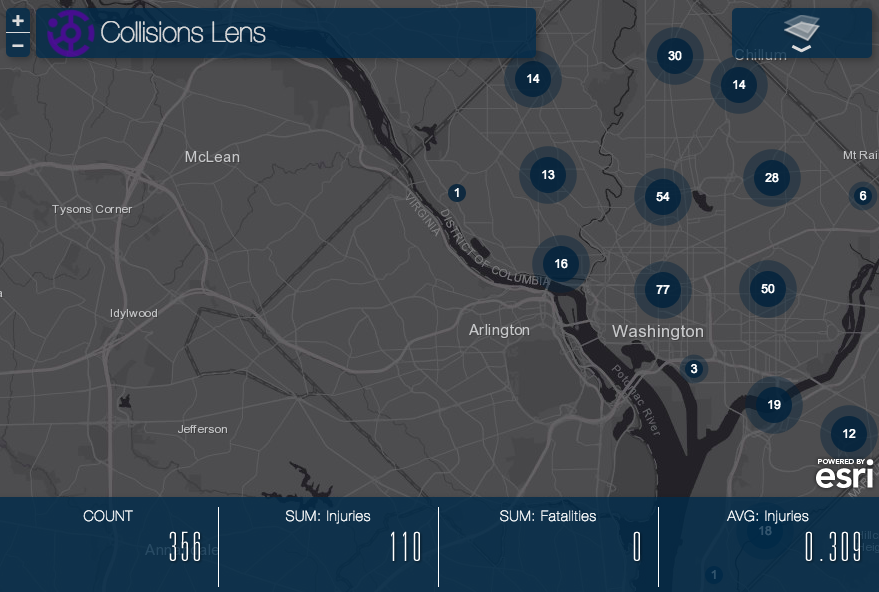 +
−
Collisions Lens
Chillum
30
14
14
McLean
Mt Rai
13
28
1
54
6
Tysons Corner
VIRGINIA
DISTRICT OF COLUMBIA
16
77
50
a
Idylwood
Arlington
Washington
3
Potomac River
19
Jefferson
12
POWERED BY
esri
COUNT
356
SUM: Injuries
110
SUM: Fatalities
0
AVG: Injuries
0.309
18
1